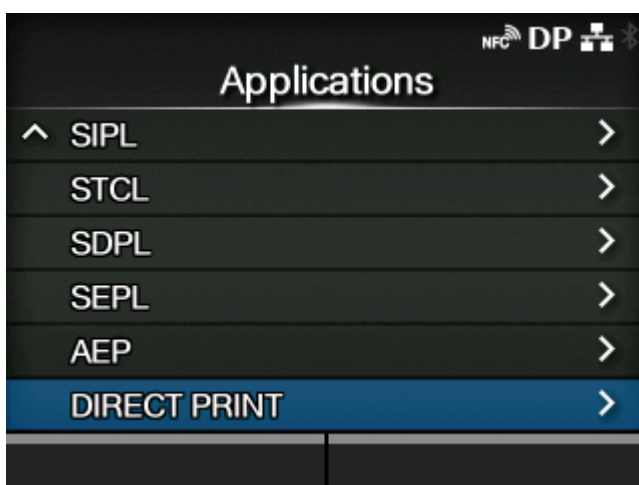 NFC DP
Applications
SIPL
STCL
SDPL
SEPL
AEP
DIRECT PRINT